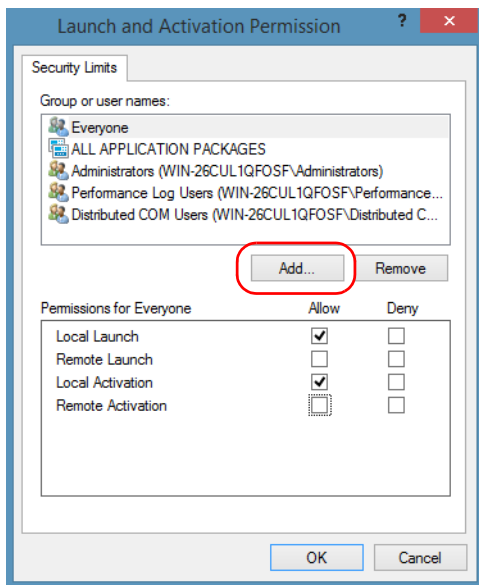 Launch and Activation Permission ? ×
Security Limits
Group or user names:
Everyone
ALL APPLICATION PACKAGES
Administrators (WIN-26CUL1QFOSF\Administrators)
Performance Log Users (WIN-26CUL1QFOSF\Performance...
Distributed COM Users (WIN-26CUL1QFOSF\Distributed C...
Add... Remove
Permissions for Everyone Allow Deny
Local Launch
Remote Launch
Local Activation
Remote Activation
OK Cancel